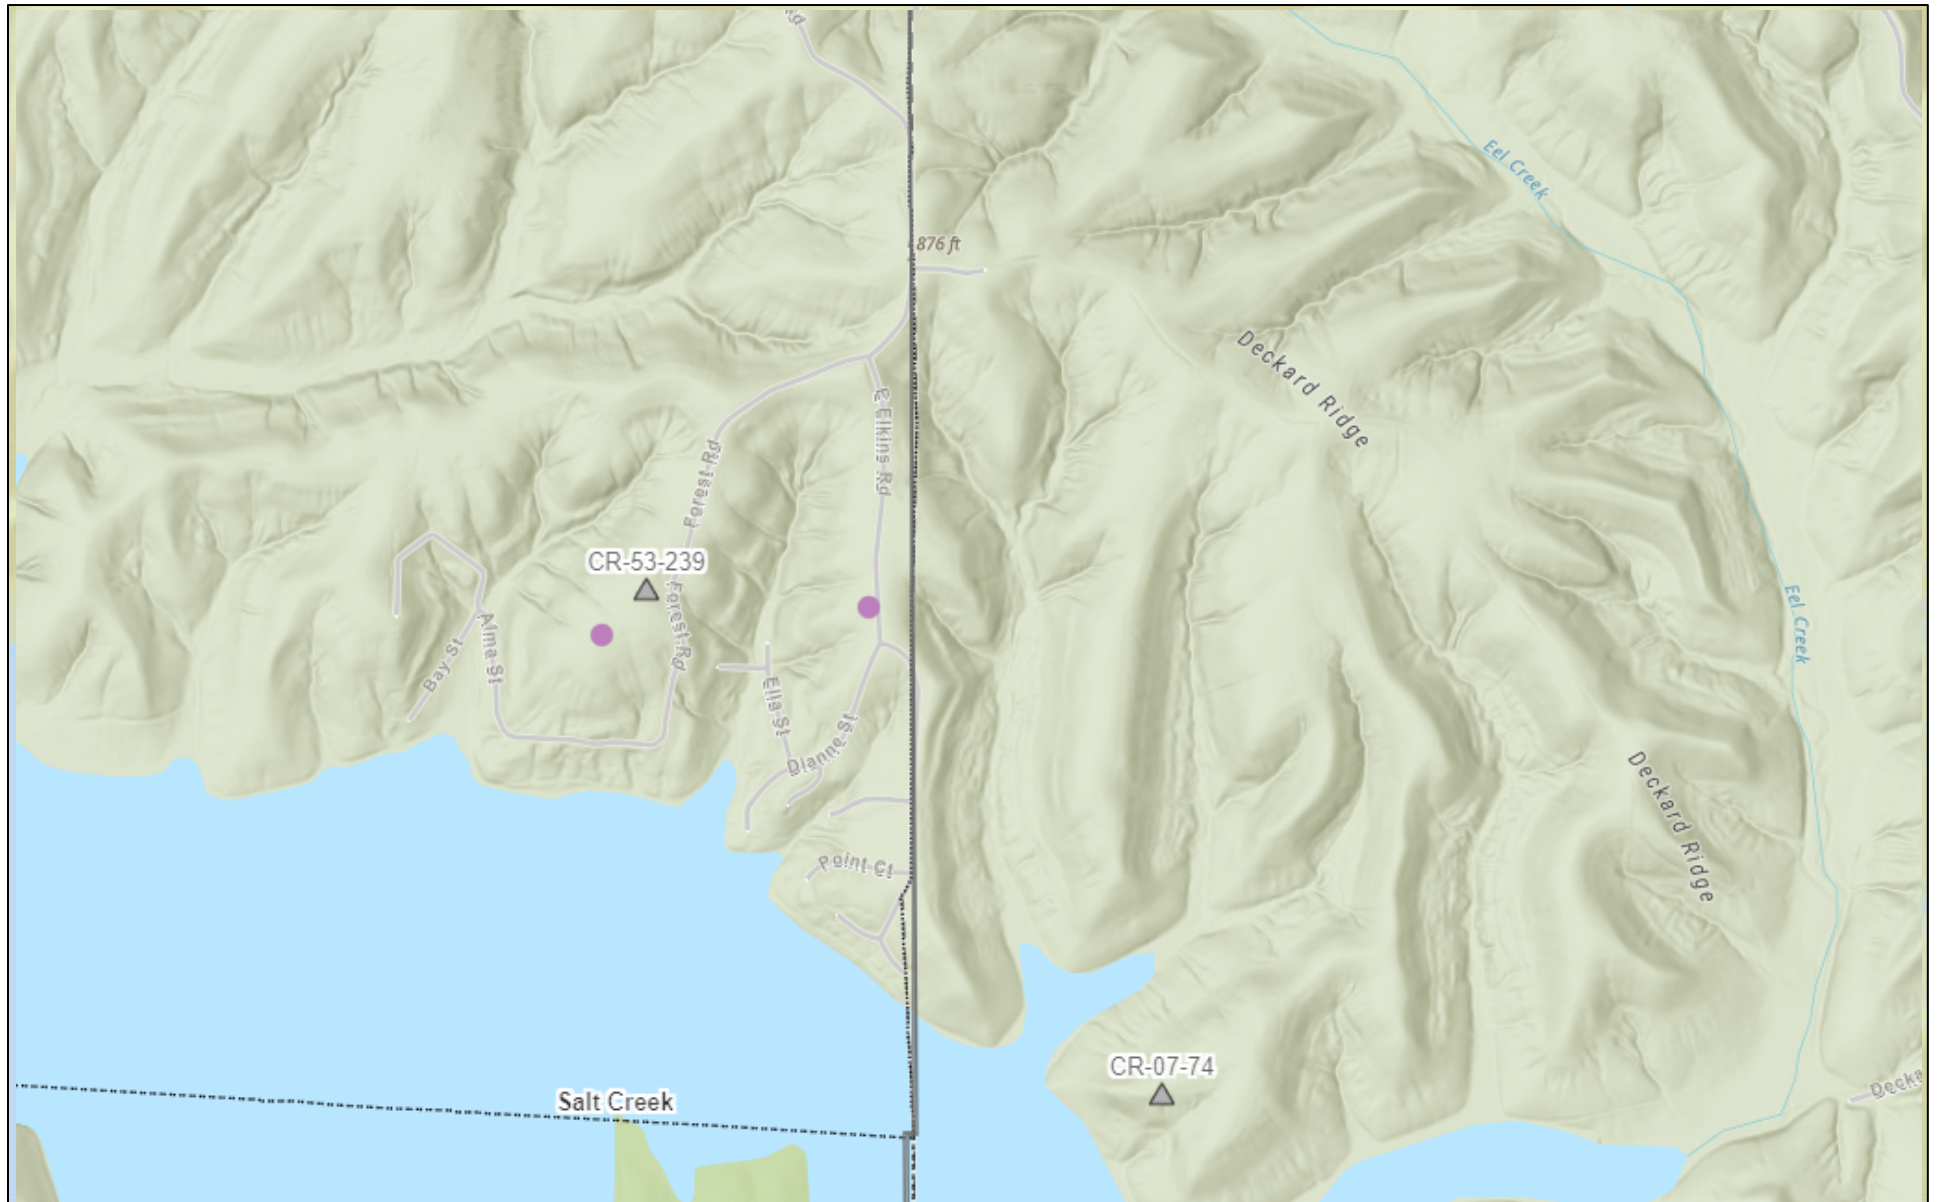 Rd
Eel Creek
876 ft
Deckard Ridge
E Elkins Rd
Forest Rd
CR-53-239
Forest Rd
Alma St
Bay St
Eel Creek
Ella St
Dianne St
Deckard Ridge
Point Ct
CR-07-74
Decka
Salt Creek